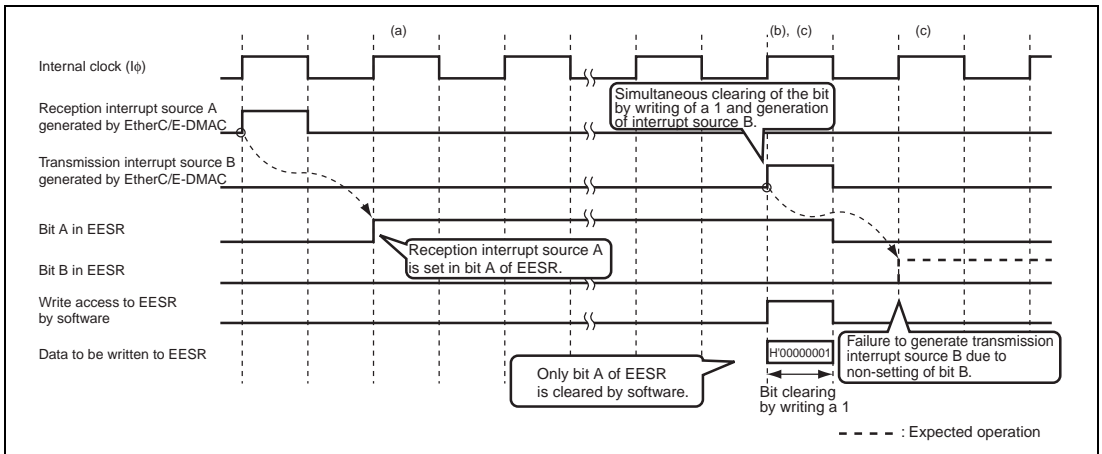 (a)
(b), (c)
(c)
Internal clock (Iϕ)
Simultaneous clearing of the bit
by writing of a 1 and generation
of interrupt source B.
Reception interrupt source A
generated by EtherC/E-DMAC
Transmission interrupt source B
generated by EtherC/E-DMAC
Bit A in EESR
Reception interrupt source A
is set in bit A of EESR.
Bit B in EESR
Write access to EESR
by software
Failure to generate transmission
interrupt source B due to
non-setting of bit B.
Data to be written to EESR
H'00000001
Only bit A of EESR
is cleared by software.
Bit clearing
by writing a 1
: Expected operation